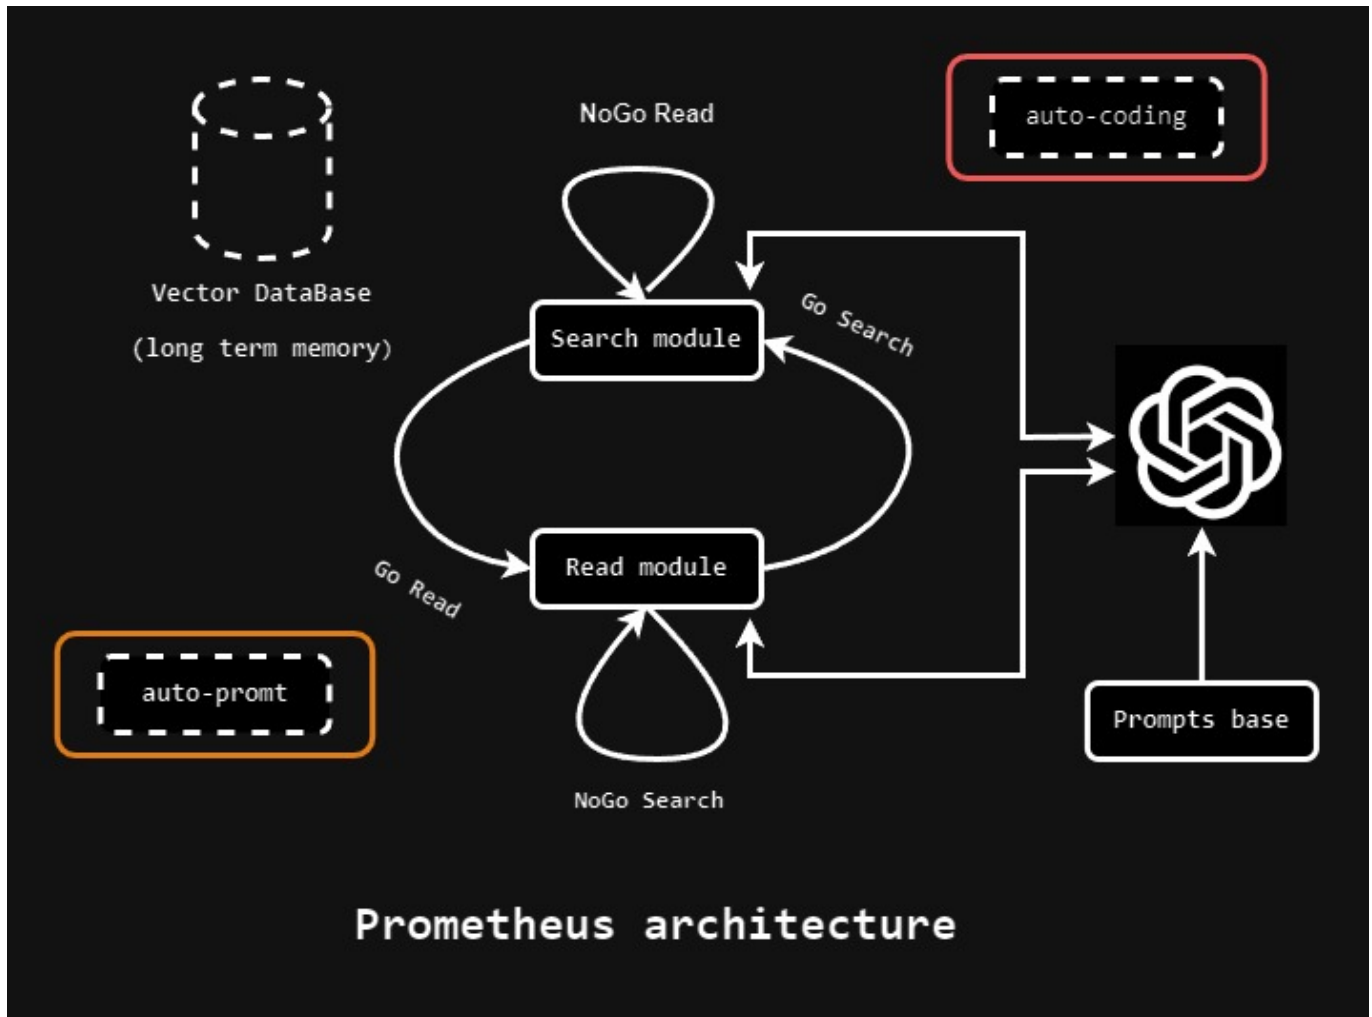 NoGo Read
auto-coding
Vector DataBase
(long term memory)
Search module
Go Search
Read module
Go Read
auto-promt
Prompts base
NoGo Search
Prometheus architecture